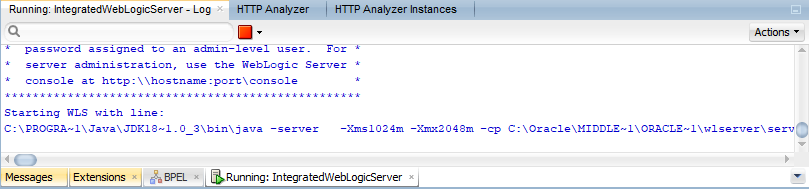 Running: IntegratedWebLogicServer - Log × HTTP Analyzer HTTP Analyzer Instances
Actions
* password assigned to an admin-level user. For *
* server administration, use the WebLogic Server *
* console at http:\\hostname:port\console *
***************************************************
Starting WLS with line:
C:\PROGRA~1\Java\JDK18~1.0_3\bin\java -server -Xms1024m -Xmx2048m -cp C:\Oracle\MIDDLE~1\ORACLE~1\wlserver\serv
Messages Extensions × BPEL × Running: IntegratedWebLogicServer ×